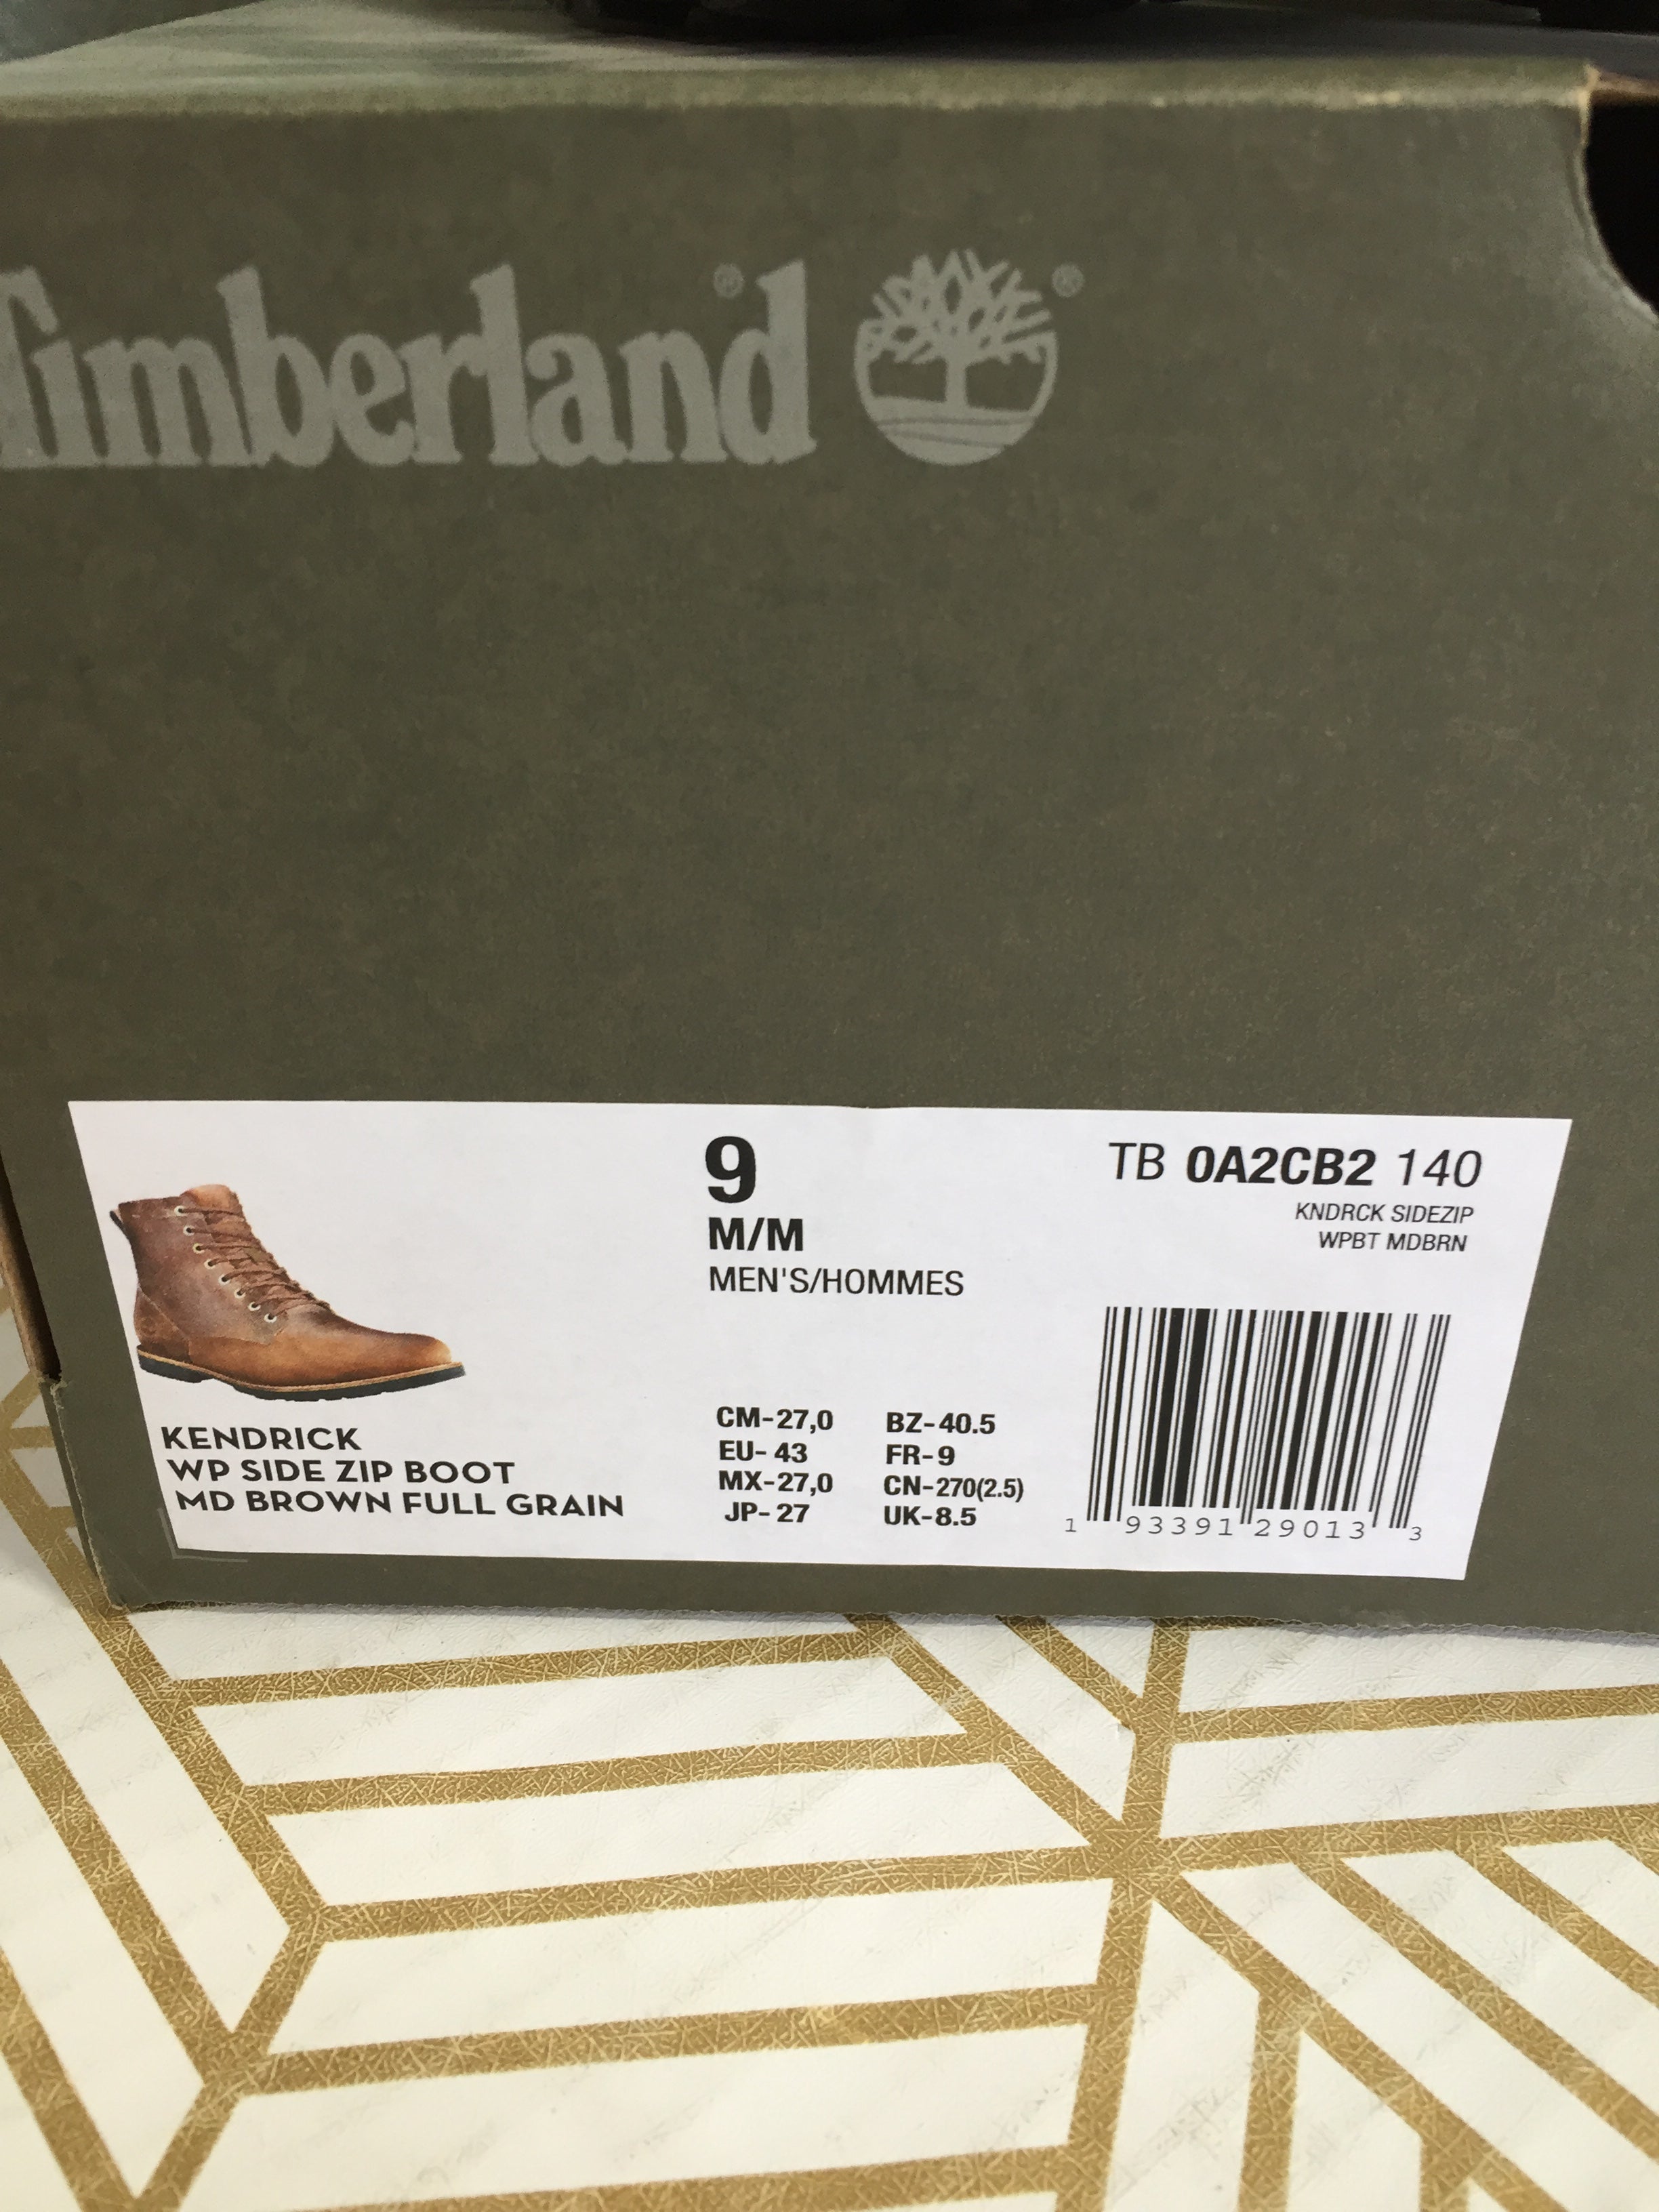 Timberland® ®
9
M/M
MEN'S/HOMMES
TB 0A2CB2 140
KNDRCK SIDEZIP
WPBT MDBRN
KENDRICK
WP SIDE ZIP BOOT
MD BROWN FULL GRAIN
CM-27,0 BZ-40.5
EU- 43 FR-9
MX-27,0 CN-270(2.5)
JP- 27 UK-8.5
1 93391 29013 3